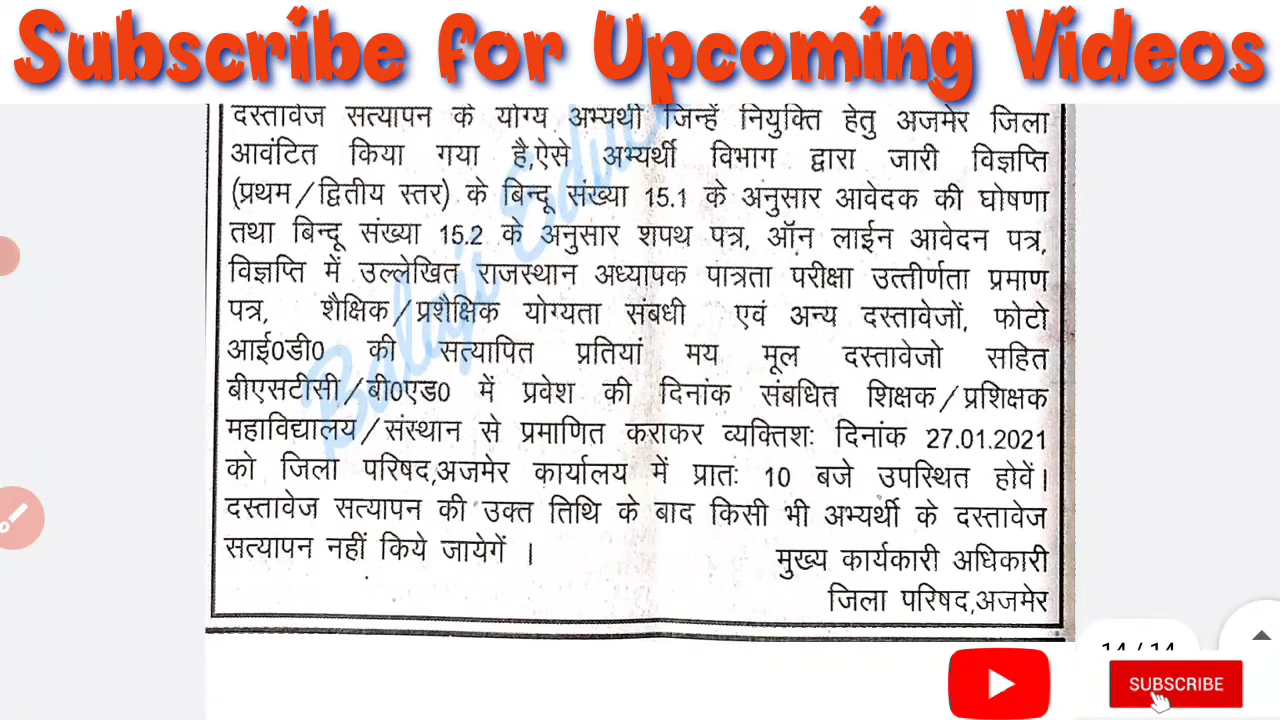 Subscribe for Upcoming Videos
दस्तावेज सत्यापन के योग्य अभ्यर्थी जिन्हें नियुक्ति हेतु अजमेर जिला
आवंटित किया गया है,ऐसे अभ्यर्थी विभाग द्वारा जारी विज्ञप्ति
(प्रथम/द्वितीय स्तर) के बिन्दू संख्या 15.1 के अनुसार आवेदक की घोषणा
तथा बिन्दू संख्या 15.2 के अनुसार शपथ पत्र, ऑन लाईन आवेदन पत्र,
विज्ञप्ति में उल्लेखित राजस्थान अध्यापक पात्रता परीक्षा उत्तीर्णता प्रमाण
पत्र, शैक्षिक/प्रशैक्षिक योग्यता संबधी एवं अन्य दस्तावेजों, फोटो
आई0डी0 की सत्यापित प्रतियां मय मूल दस्तावेजो सहित
बीएसटीसी/बी0एड0 में प्रवेश की दिनांक संबधित शिक्षक/प्रशिक्षक
महाविद्यालय/संस्थान से प्रमाणित कराकर व्यक्तिशः दिनांक 27.01.2021
को जिला परिषद,अजमेर कार्यालय में प्रातः 10 बजे उपस्थित होवें।
दस्तावेज सत्यापन की उक्त तिथि के बाद किसी भी अभ्यर्थी के दस्तावेज
सत्यापन नहीं किये जायेगें ।
मुख्य कार्यकारी अधिकारी
जिला परिषद,अजमेर
Balaji
14 / 14
SUBSCRIBE